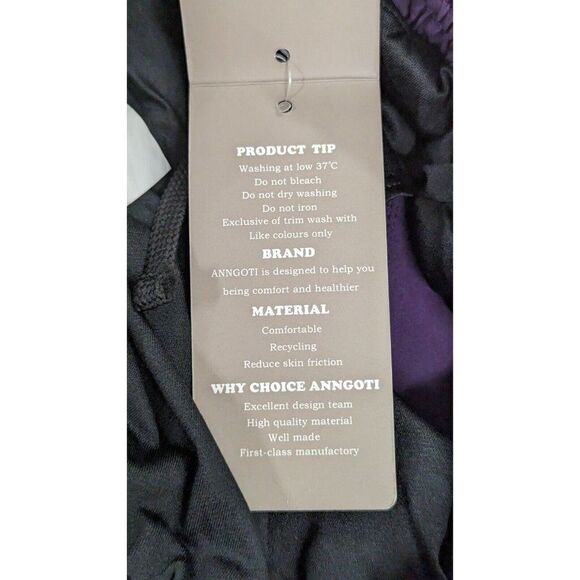 PRODUCT TIP
Washing at low 37℃
Do not bleach
Do not dry washing
Do not iron
Exclusive of trim wash with
Like colours only
BRAND
ANNGOTI is designed to help you
being comfort and healthier
MATERIAL
Comfortable
Recycling
Reduce skin friction
WHY CHOICE ANNGOTI
Excellent design team
High quality material
Well made
First-class manufactory